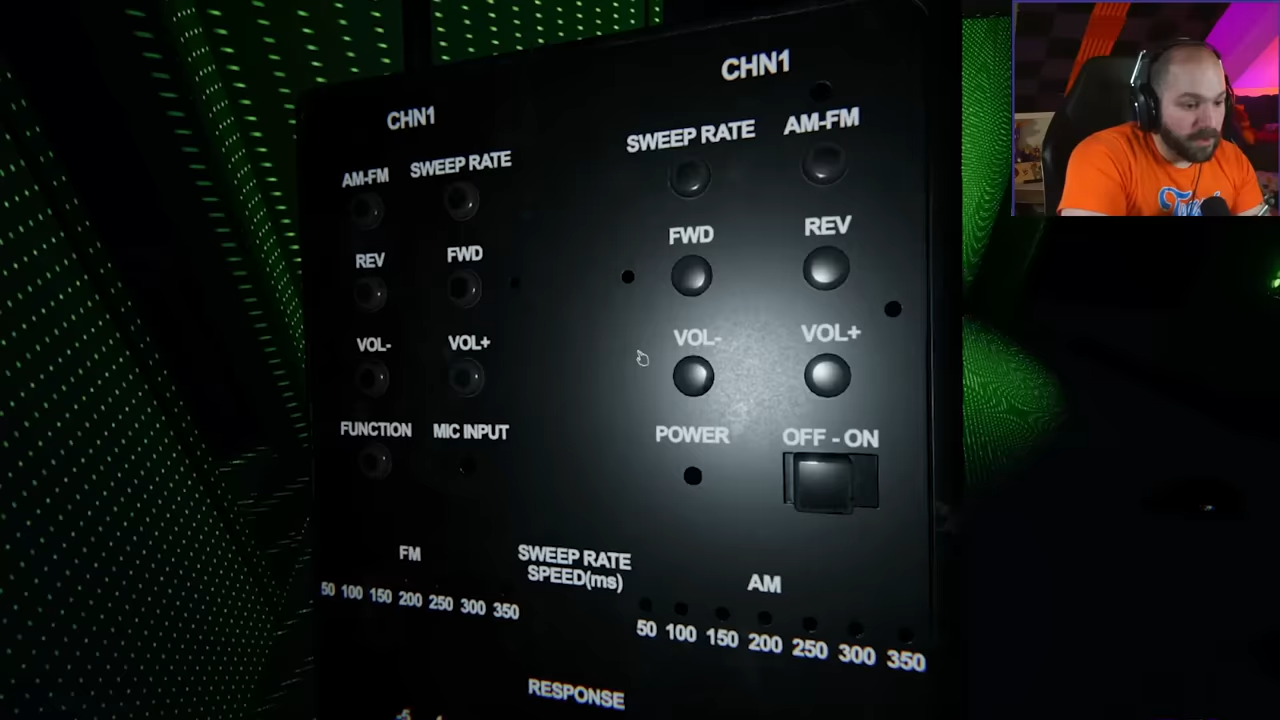 CHN1
CHN1
AM-FM SWEEP RATE
SWEEP RATE AM-FM
REV FWD
FWD REV
VOL- VOL+
VOL- VOL+
FUNCTION MIC INPUT
POWER OFF - ON
FM
50 100 150 200 250 300 350
SWEEP RATE
SPEED(ms)
AM
50 100 150 200 250 300 350
RESPONSE